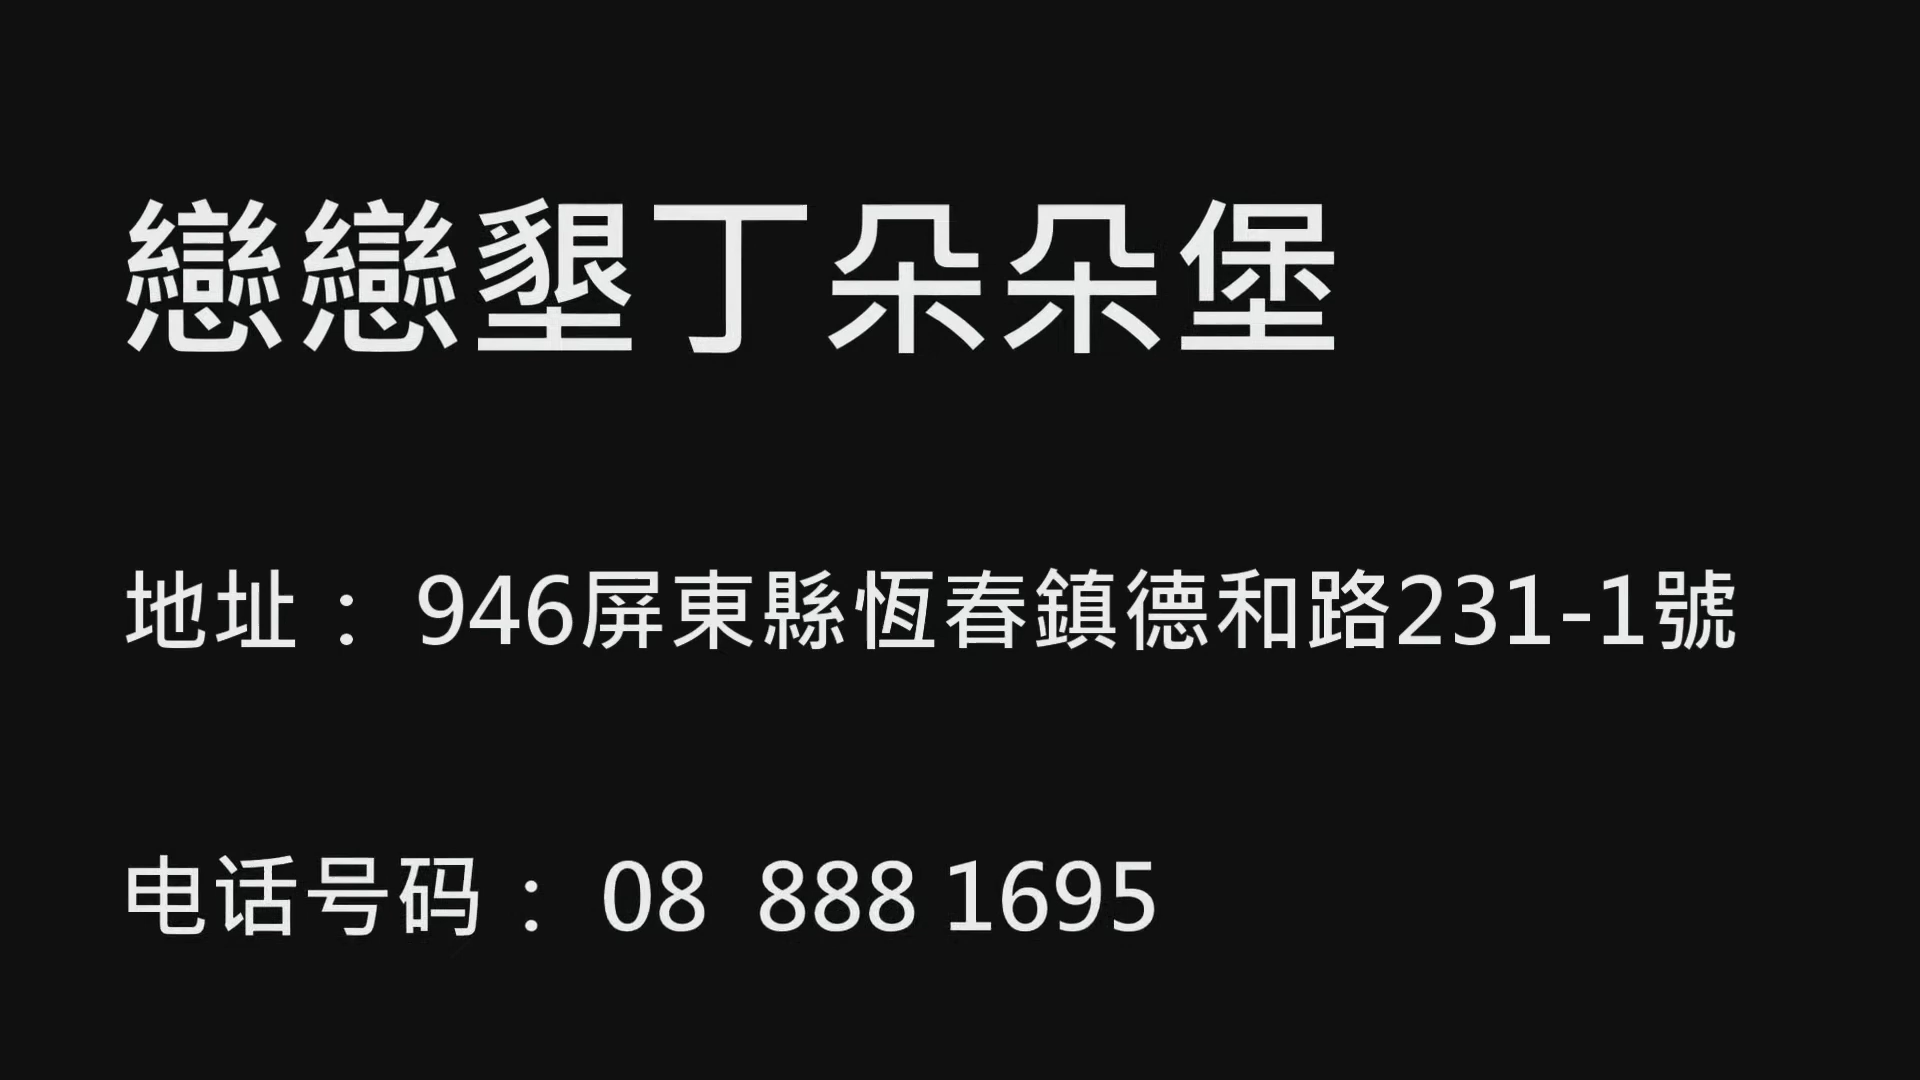 戀戀墾丁朵朵堡
地址： 946屏東縣恆春鎮德和路231-1號
电话号码： 08  888 1695